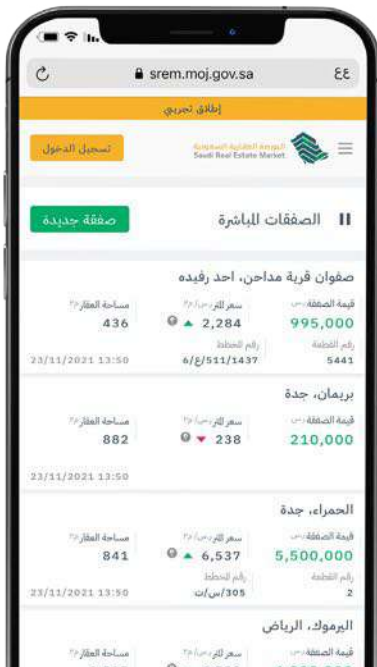 srem.moj.gov.sa عع
إطلاق تجريبي
البورصة العقارية السعودية تسجيل الدخول
Saudi Real Estate Market
الصفقات المباشرة صفقة جديدة
صفوان قرية مداحن، احد رفيده
قيمة الصفقة ر.س سعر المتر ر.س/م٢ مساحة العقار م٢
995,000 2,284 436
رقم القطعة رقم المخطط
5441 6/ع/511/1437 23/11/2021 13:50
بريمان، جدة
قيمة الصفقة ر.س سعر المتر ر.س/م٢ مساحة العقار م٢
210,000 238 882
23/11/2021 13:50
الحمراء، جدة
قيمة الصفقة ر.س سعر المتر ر.س/م٢ مساحة العقار م٢
5,500,000 6,537 841
رقم القطعة رقم المخطط
2 305/س/ت 23/11/2021 13:50
اليرموك، الرياض
قيمة الصفقة ر.س سعر المتر ر.س/م٢ مساحة العقار م٢